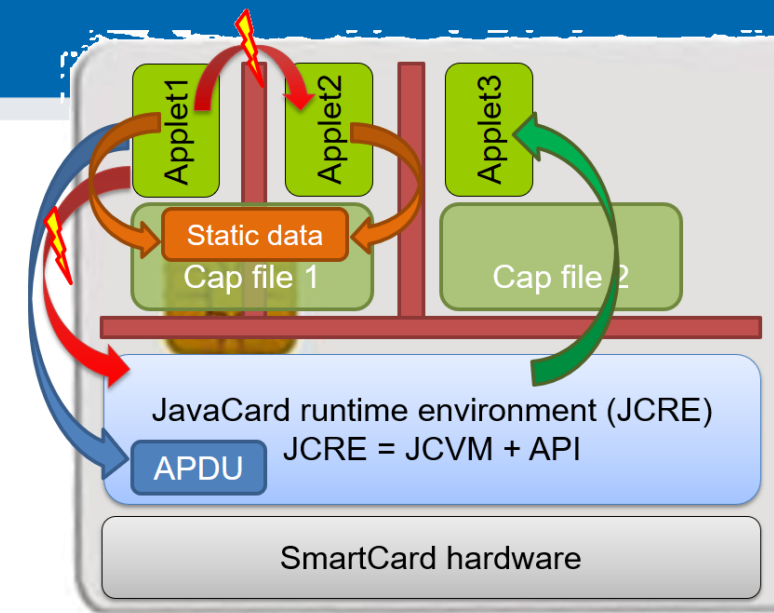 Applet1
Applet2
Applet3
Static data
Cap file 1
Cap file 2
JavaCard runtime environment (JCRE)
JCRE = JCVM + API
APDU
SmartCard hardware